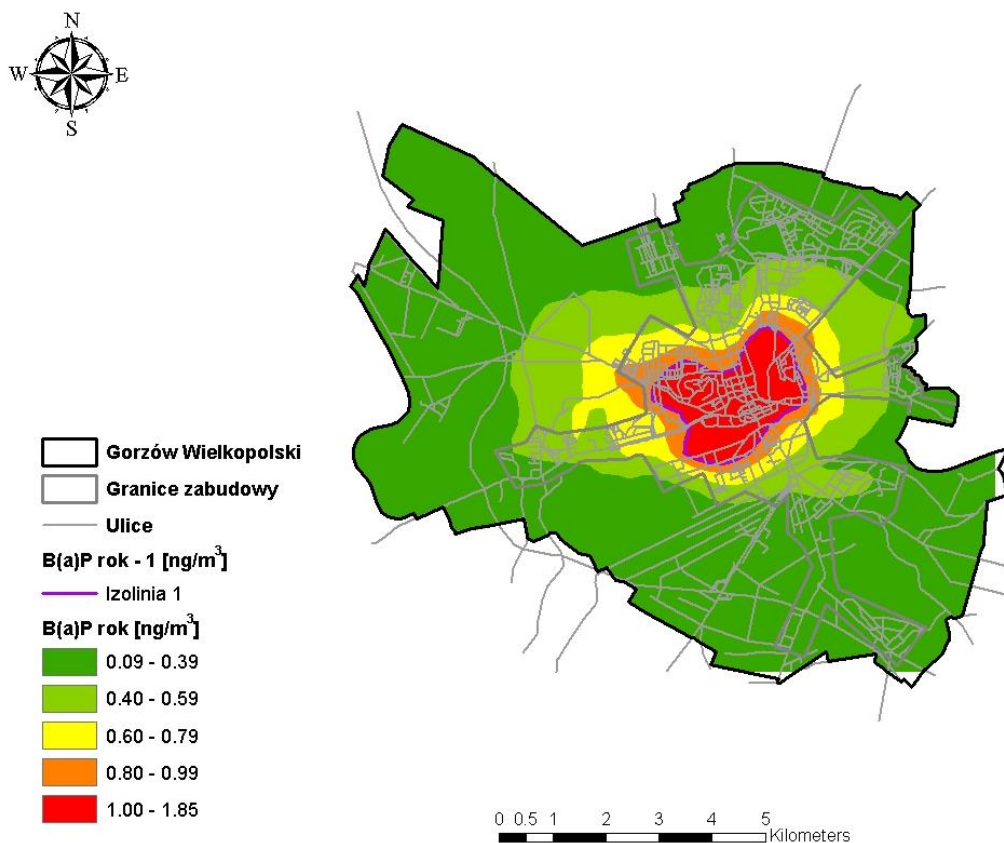 N
W E
S
Gorzów Wielkopolski
Granice zabudowy
Ulice
B(a)P rok - 1 [ng/m³]
Izolinia 1
B(a)P rok [ng/m³]
0.09 - 0.39
0.40 - 0.59
0.60 - 0.79
0.80 - 0.99
1.00 - 1.85
0 0.5 1 2 3 4 5
Kilometers